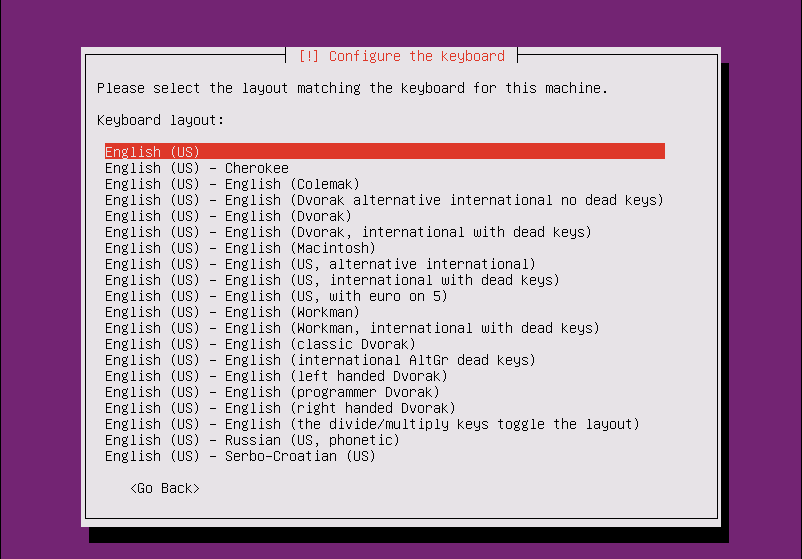 [!] Configure the keyboard
Please select the layout matching the keyboard for this machine.
Keyboard layout:
English (US)
English (US) - Cherokee
English (US) - English (Colemak)
English (US) - English (Dvorak alternative international no dead keys)
English (US) - English (Dvorak)
English (US) - English (Dvorak, international with dead keys)
English (US) - English (Macintosh)
English (US) - English (US, alternative international)
English (US) - English (US, international with dead keys)
English (US) - English (US, with euro on 5)
English (US) - English (Workman)
English (US) - English (Workman, international with dead keys)
English (US) - English (classic Dvorak)
English (US) - English (international AltGr dead keys)
English (US) - English (left handed Dvorak)
English (US) - English (programmer Dvorak)
English (US) - English (right handed Dvorak)
English (US) - English (the divide/multiply keys toggle the layout)
English (US) - Russian (US, phonetic)
English (US) - Serbo-Croatian (US)
<Go Back>